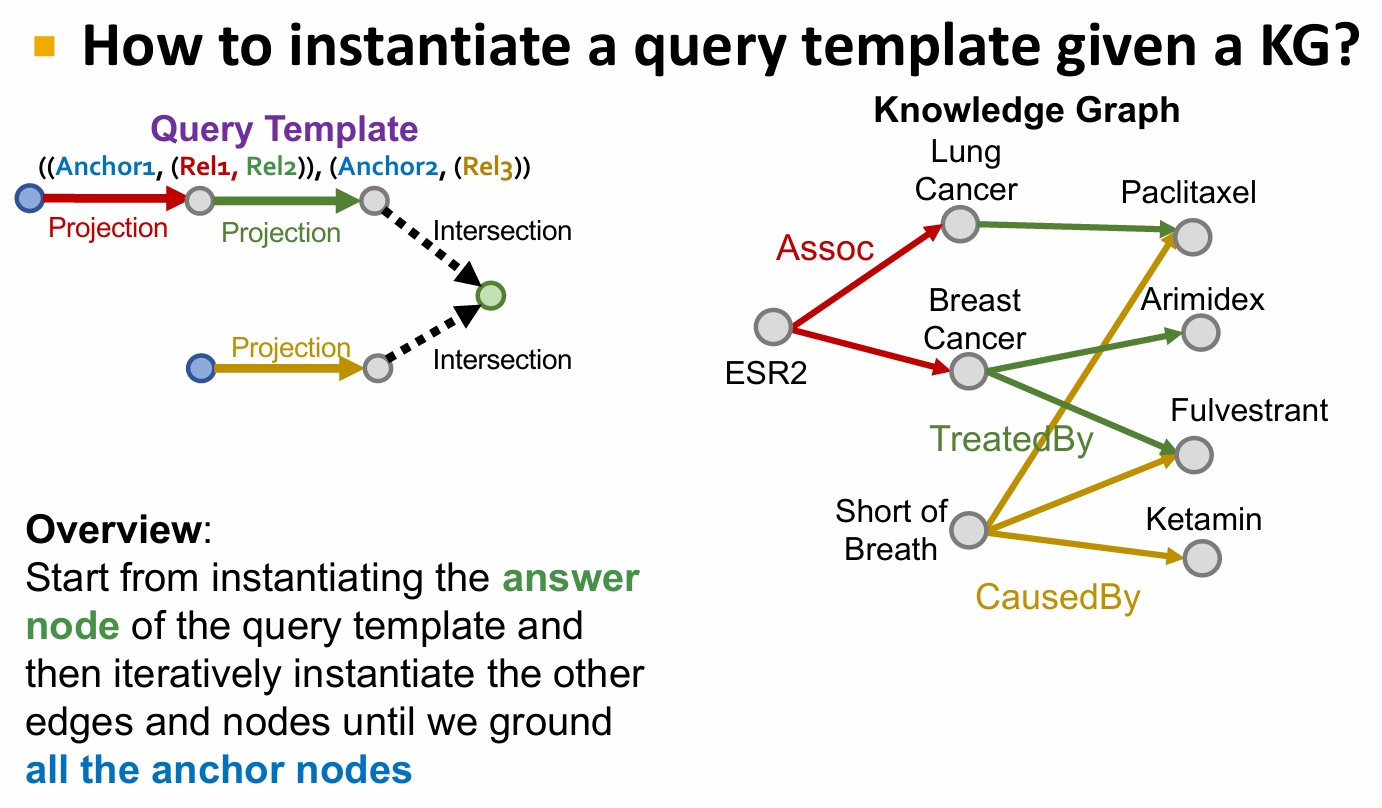 How to instantiate a query template given a KG?
Query Template
((Anchor1, (Rel1, Rel2)), (Anchor2, (Rel3))
Projection
Projection
Intersection
Projection
Intersection
Knowledge Graph
Lung
Cancer
Paclitaxel
Assoc
Breast
Cancer
Arimidex
ESR2
Fulvestrant
TreatedBy
Short of
Breath
Ketamin
CausedBy
Overview:
Start from instantiating the answer
node of the query template and
then iteratively instantiate the other
edges and nodes until we ground
all the anchor nodes